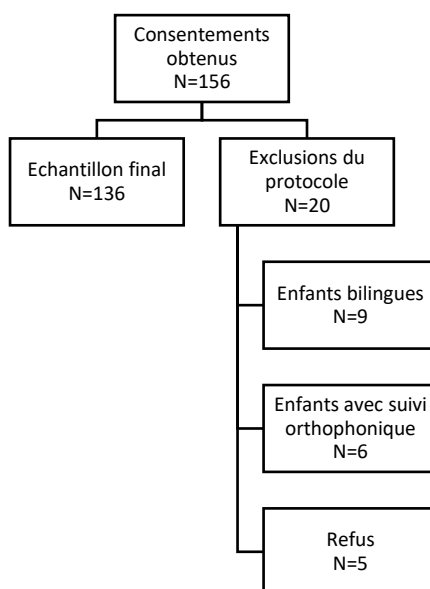 Consentements
obtenus
N=156
Echantillon final
N=136
Exclusions du
protocole
N=20
Enfants bilingues
N=9
Enfants avec suivi
orthophonique
N=6
Refus
N=5